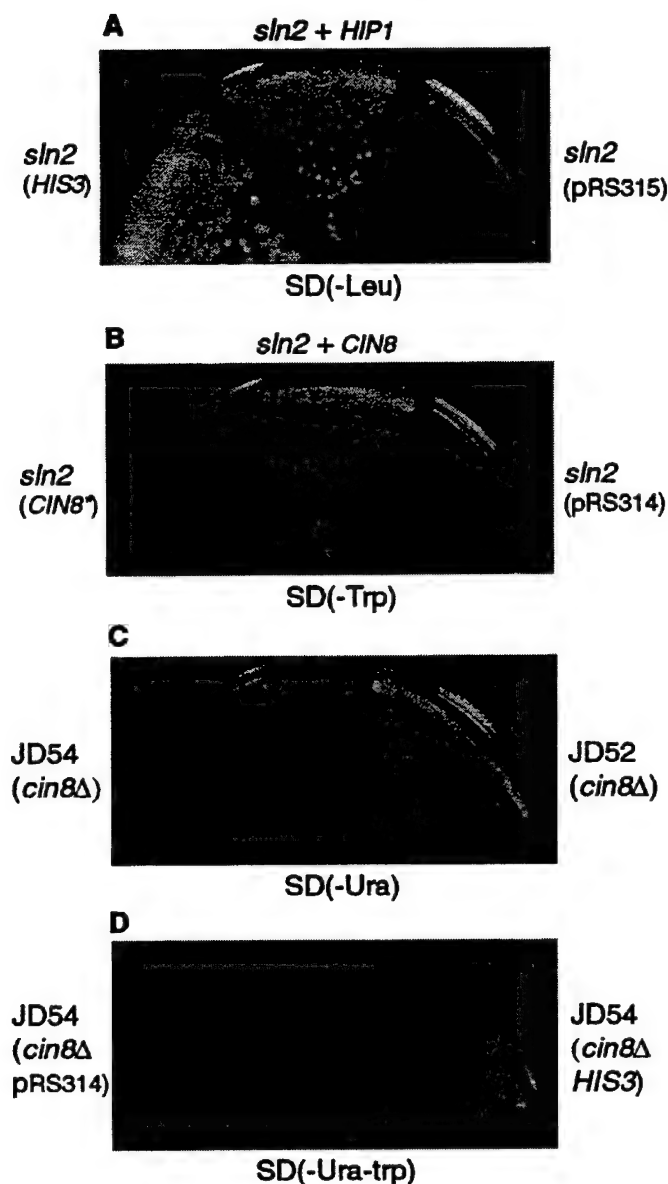 A
sln2 + HIP1
sln2
(HIS3)
sln2
(pRS315)
SD(-Leu)
B
sln2 + CIN8
sln2
(CIN8*)
sln2
(pRS314)
SD(-Trp)
C
JD54
(cin8Δ)
JD52
(cin8Δ)
SD(-Ura)
D
JD54
(cin8Δ
pRS314)
JD54
(cin8Δ
HIS3)
SD(-Ura-trp)